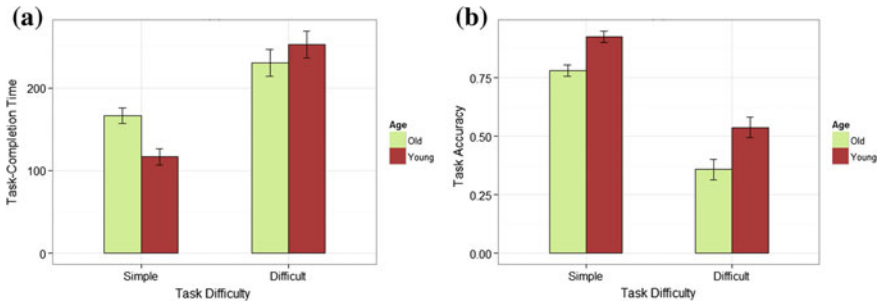 (a)
Task-Completion Time
200
100
0
Simple
Difficult
Task Difficulty
Age
Old
Young
(b)
Task Accuracy
0.75
0.50
0.25
0.00
Simple
Difficult
Task Difficulty
Age
Old
Young